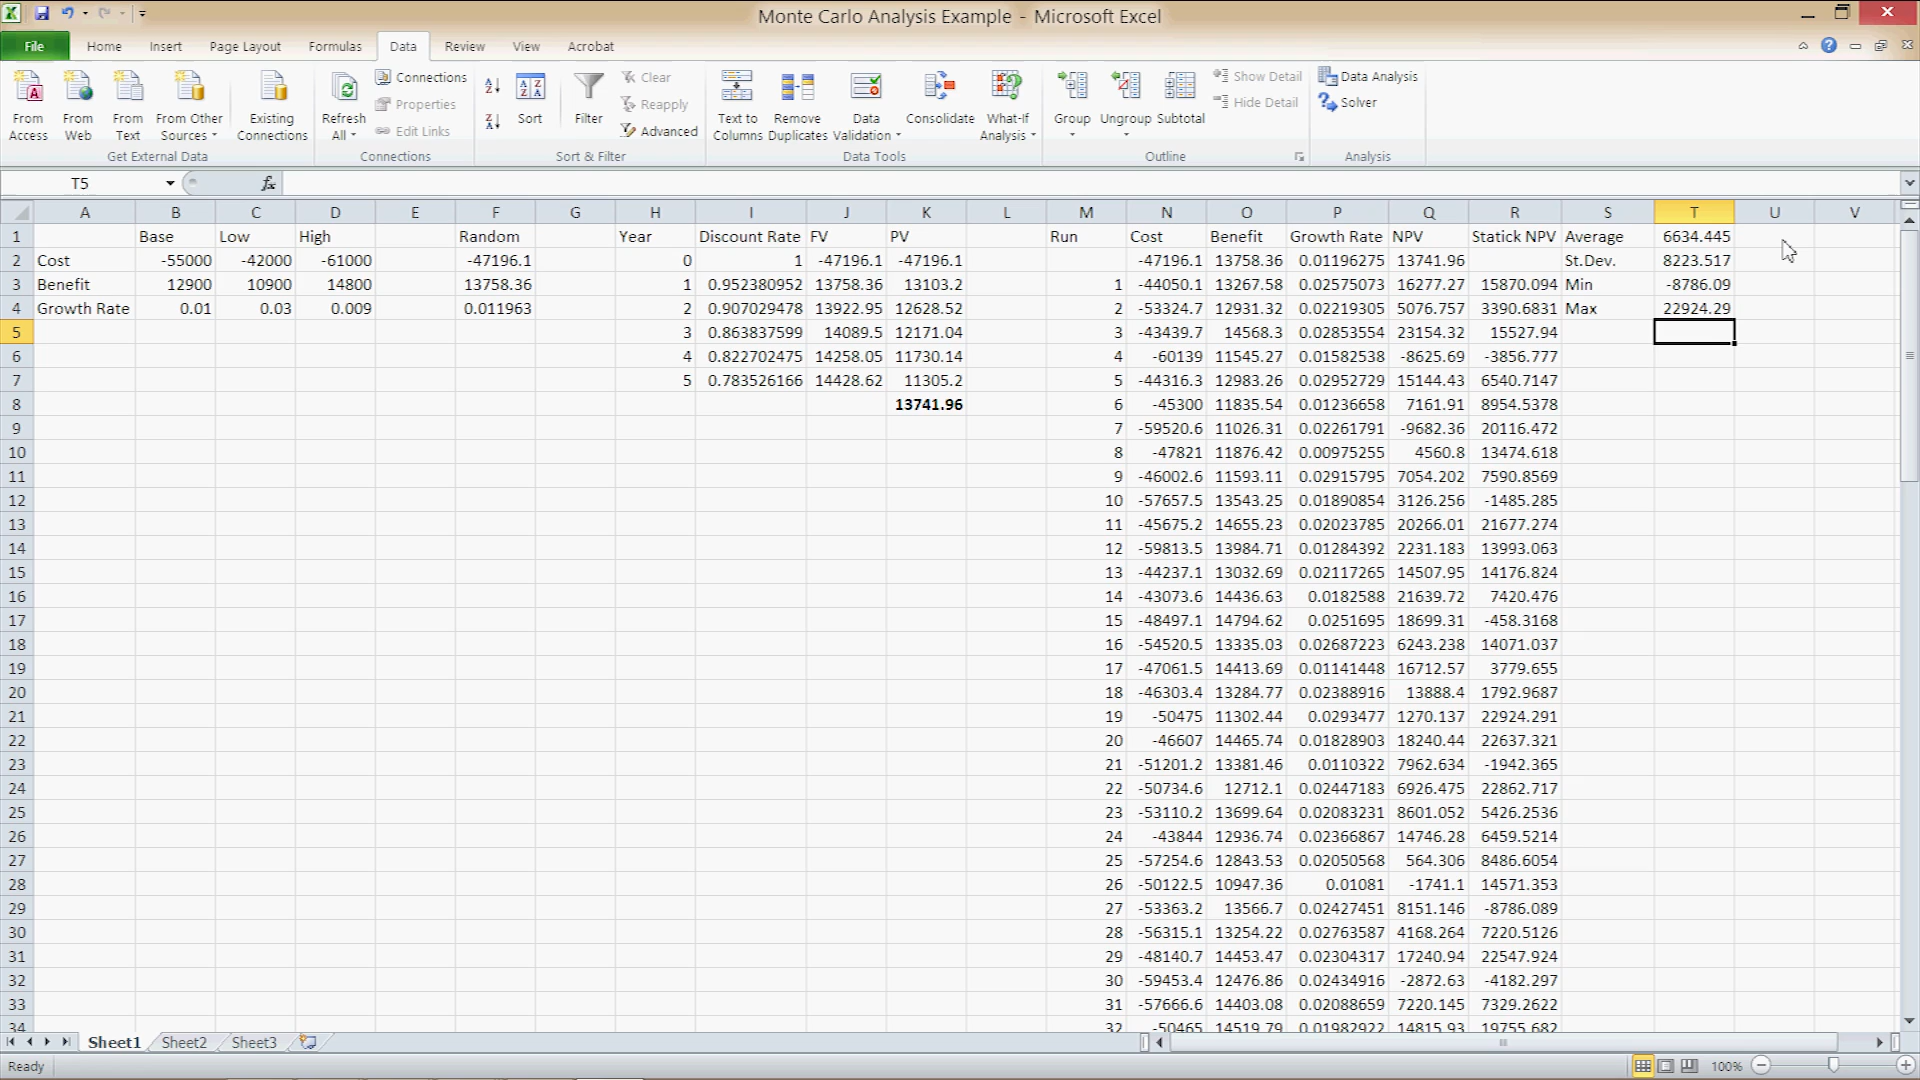 Monte Carlo Analysis Example - Microsoft Excel
File Home Insert Page Layout Formulas Data Review View Acrobat
From Access From Web From Text From Other Sources Existing Connections
Get External Data
Refresh All Connections Properties Edit Links
Connections
Sort Filter Clear Reapply Advanced
Sort & Filter
Text to Columns Remove Duplicates Data Validation Consolidate What-If Analysis
Data Tools
Group Ungroup Subtotal Show Detail Hide Detail
Outline
Data Analysis Solver
Analysis
T5 fx
A B C D E F G H I J K L M N O P Q R S T U V
1 Base Low High Random Year Discount Rate FV PV Run Cost Benefit Growth Rate NPV Statick NPV Average 6634.445
2 Cost -55000 -42000 -61000 -47196.1 0 1 -47196.1 -47196.1 -47196.1 13758.36 0.01196275 13741.96 St.Dev. 8223.517
3 Benefit 12900 10900 14800 13758.36 1 0.952380952 13758.36 13103.2 1 -44050.1 13267.58 0.02575073 16277.27 15870.094 Min -8786.09
4 Growth Rate 0.01 0.03 0.009 0.011963 2 0.907029478 13922.95 12628.52 2 -53324.7 12931.32 0.02219305 5076.757 3390.6831 Max 22924.29
5 3 0.863837599 14089.5 12171.04 3 -43439.7 14568.3 0.02853554 23154.32 15527.94
6 4 0.822702475 14258.05 11730.14 4 -60139 11545.27 0.01582538 -8625.69 -3856.777
7 5 0.783526166 14428.62 11305.2 5 -44316.3 12983.26 0.02952729 15144.43 6540.7147
8 13741.96 6 -45300 11835.54 0.01236658 7161.91 8954.5378
9 7 -59520.6 11026.31 0.02261791 -9682.36 20116.472
10 8 -47821 11876.42 0.00975255 4560.8 13474.618
11 9 -46002.6 11593.11 0.02915795 7054.202 7590.8569
12 10 -57657.5 13543.25 0.01890854 3126.256 -1485.285
13 11 -45675.2 14655.23 0.02023785 20266.01 21677.274
14 12 -59813.5 13984.71 0.01284392 2231.183 13993.063
15 13 -44237.1 13032.69 0.02117265 14507.95 14176.824
16 14 -43073.6 14436.63 0.0182588 21639.72 7420.476
17 15 -48497.1 14794.62 0.0251695 18699.31 -458.3168
18 16 -54520.5 13335.03 0.02687223 6243.238 14071.037
19 17 -47061.5 14413.69 0.01141448 16712.57 3779.655
20 18 -46303.4 13284.77 0.02388916 13888.4 1792.9687
21 19 -50475 11302.44 0.0293477 1270.137 22924.291
22 20 -46607 14465.74 0.01828903 18240.44 22637.321
23 21 -51201.2 13381.46 0.0110322 7962.634 -1942.365
24 22 -50734.6 12712.1 0.02447183 6926.475 22862.717
25 23 -53110.2 13699.64 0.02083231 8601.052 5426.2536
26 24 -43844 12936.74 0.02366867 14746.28 6459.5214
27 25 -57254.6 12843.53 0.02050568 564.306 8486.6054
28 26 -50122.5 10947.36 0.01081 -1741.1 14571.353
29 27 -53363.2 13566.7 0.02427451 8151.146 -8786.089
30 28 -56315.1 13254.22 0.02763587 4168.264 7220.5126
31 29 -48140.7 14453.47 0.02304317 17240.94 22547.924
32 30 -59453.4 12476.86 0.02434916 -2872.63 -4182.297
33 31 -57666.6 14403.08 0.02088659 7220.145 7329.2622
34 32 -50465 14519.79 0.01982922 14815.93 19755.682
Sheet1 Sheet2 Sheet3
Ready 100%